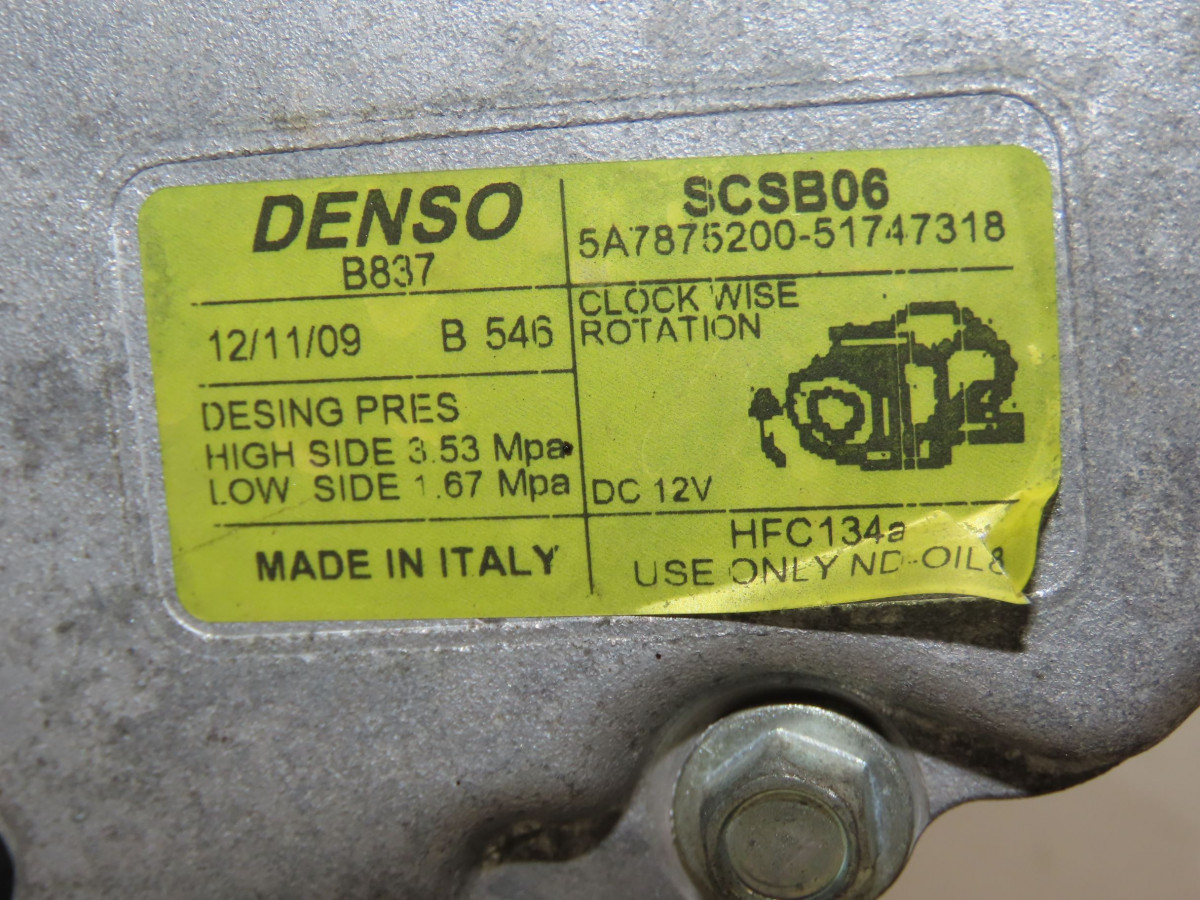 DENSO
B837
12/11/09 B 546
DESING PRES
HIGH SIDE 3.53 Mpa
LOW SIDE 1.67 Mpa
MADE IN ITALY
SCSB06
5A7875200-51747318
CLOCK WISE
ROTATION
DC 12V
HFC134a
USE ONLY ND-OIL8